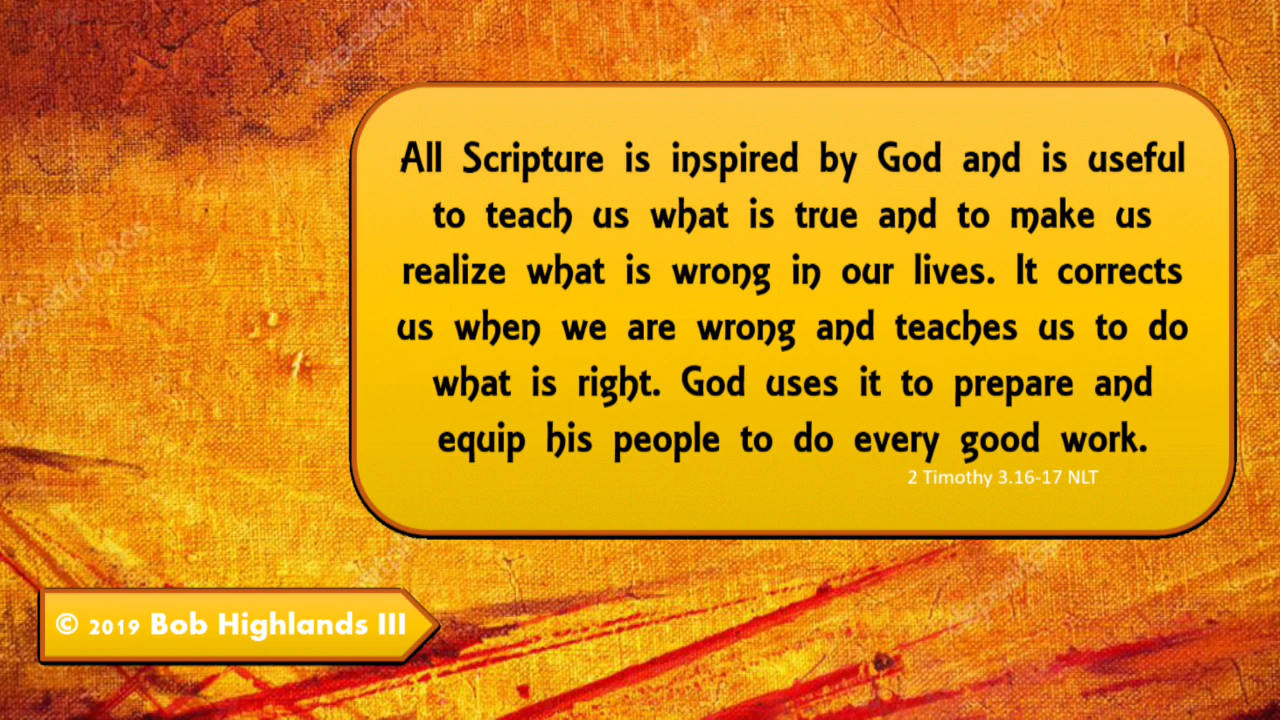 All Scripture is inspired by God and is useful
to teach us what is true and to make us
realize what is wrong in our lives. It corrects
us when we are wrong and teaches us to do
what is right. God uses it to prepare and
equip his people to do every good work.
2 Timothy 3.16-17 NLT
© 2019 Bob Highlands III
depositphotos